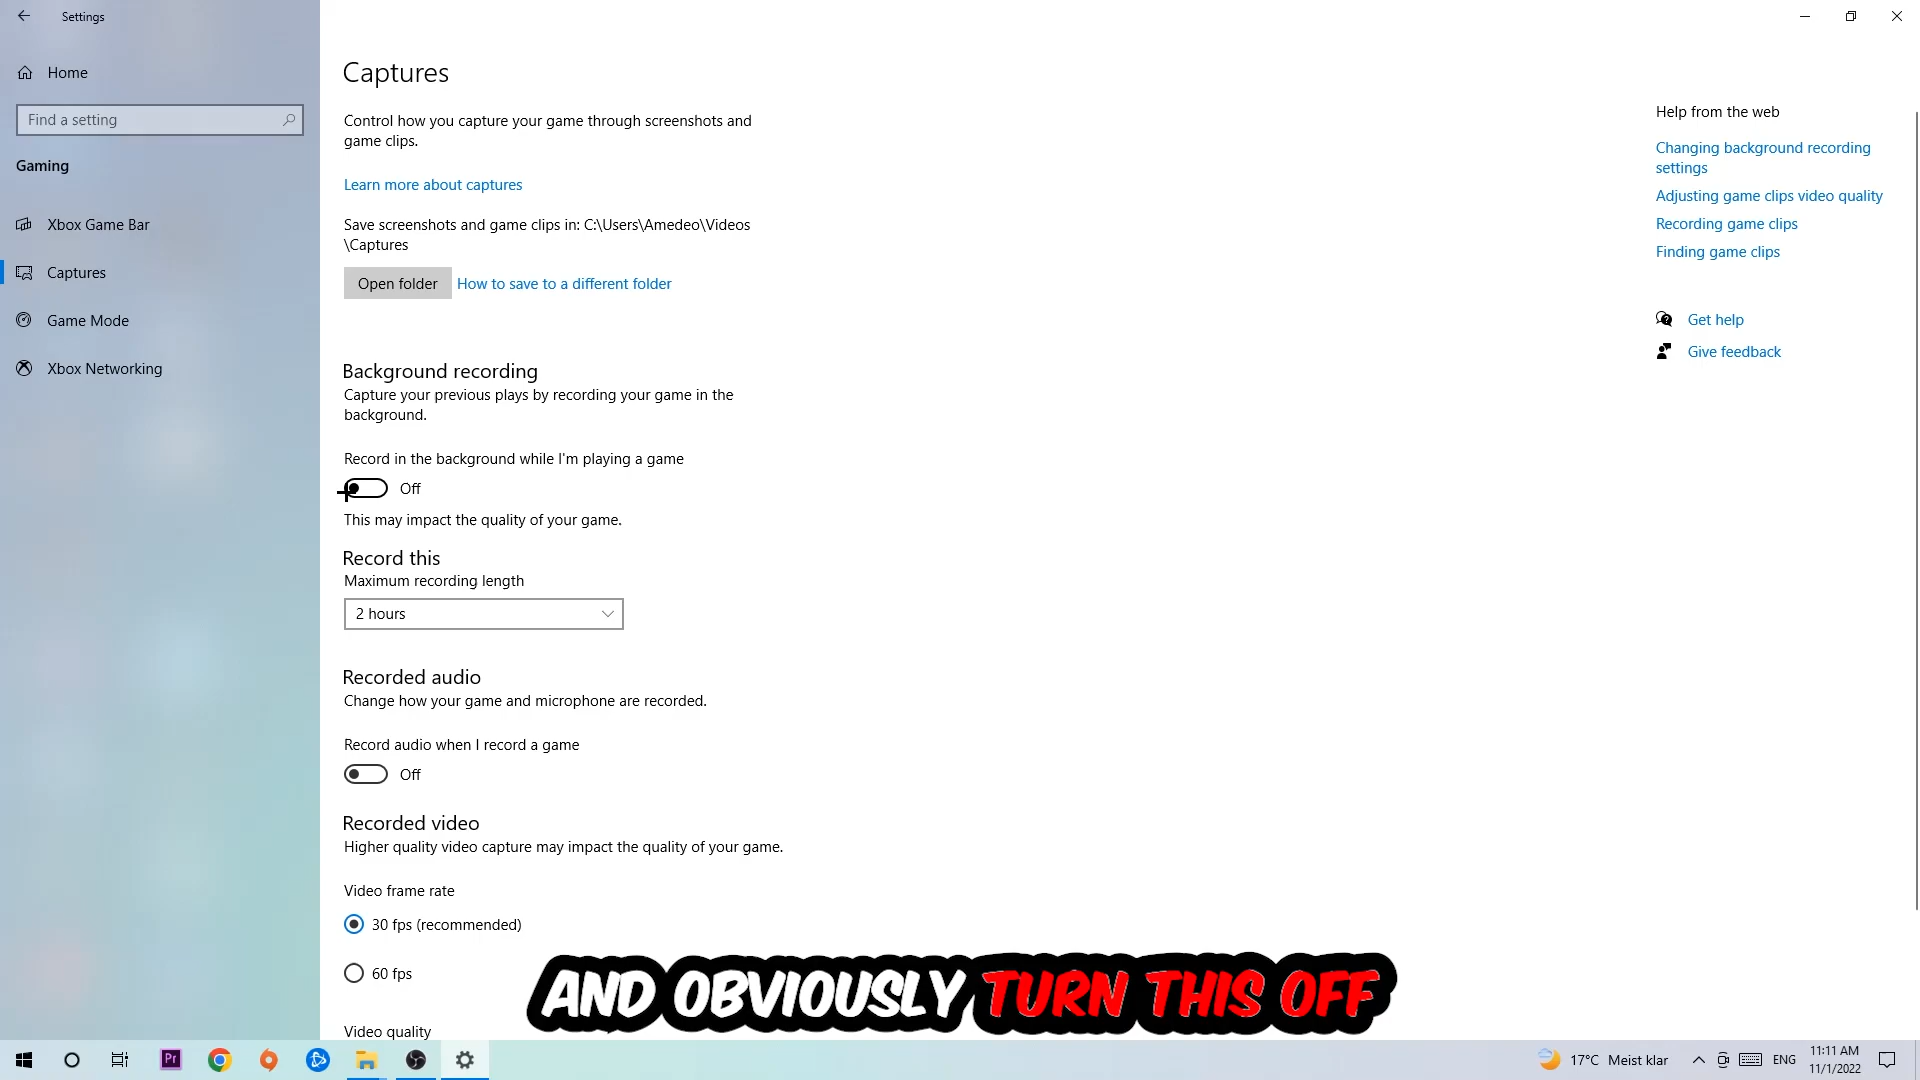 Settings
Home
Find a setting
Gaming
Xbox Game Bar
Captures
Game Mode
Xbox Networking
Captures
Control how you capture your game through screenshots and
game clips.
Learn more about captures
Save screenshots and game clips in: C:\Users\Amedeo\Videos
\Captures
Open folder
How to save to a different folder
Background recording
Capture your previous plays by recording your game in the
background.
Record in the background while I'm playing a game
Off
This may impact the quality of your game.
Record this
Maximum recording length
2 hours
Recorded audio
Change how your game and microphone are recorded.
Record audio when I record a game
Off
Recorded video
Higher quality video capture may impact the quality of your game.
Video frame rate
30 fps (recommended)
60 fps
Video quality
Help from the web
Changing background recording
settings
Adjusting game clips video quality
Recording game clips
Finding game clips
Get help
Give feedback
AND OBVIOUSLY TURN THIS OFF
Pr
17°C Meist klar
ENG
11:11 AM
11/1/2022